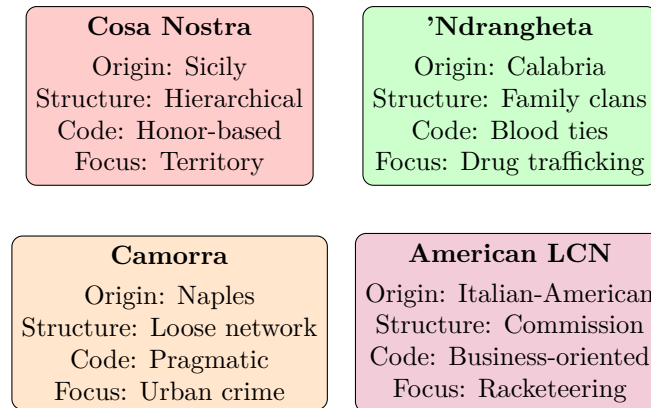 Cosa Nostra
Origin: Sicily
Structure: Hierarchical
Code: Honor-based
Focus: Territory
’Ndrangheta
Origin: Calabria
Structure: Family clans
Code: Blood ties
Focus: Drug trafficking
Camorra
Origin: Naples
Structure: Loose network
Code: Pragmatic
Focus: Urban crime
American LCN
Origin: Italian-American
Structure: Commission
Code: Business-oriented
Focus: Racketeering